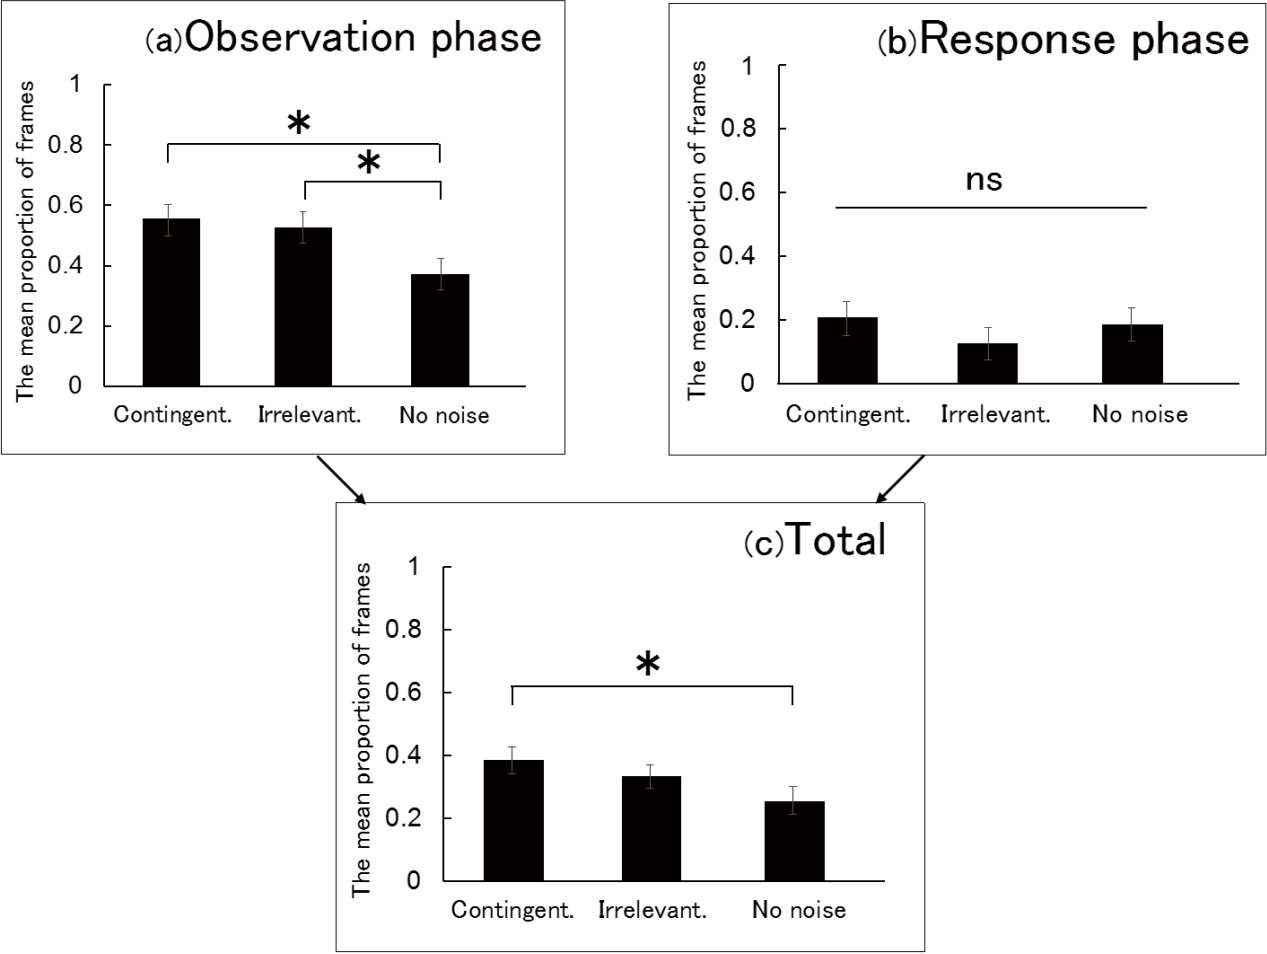 (a)Observation phase
The mean proportion of frames
1
0.8
0.6
0.4
0.2
0
*
*
Contingent. Irrelevant. No noise
(b)Response phase
The mean proportion of frames
1
0.8
0.6
0.4
0.2
0
ns
Contingent. Irrelevant. No noise
(c)Total
The mean proportion of frames
1
0.8
0.6
0.4
0.2
0
*
Contingent. Irrelevant. No noise